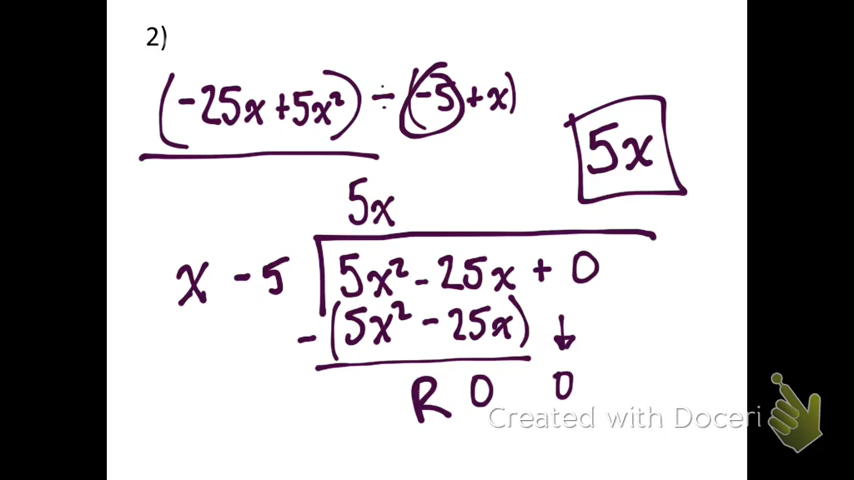 2)
(-25x + 5x²) ÷ (-5 + x)
5x
5x
x - 5 5x² - 25x + 0
- (5x² - 25x) ↓
R 0 0
Created with Doceri